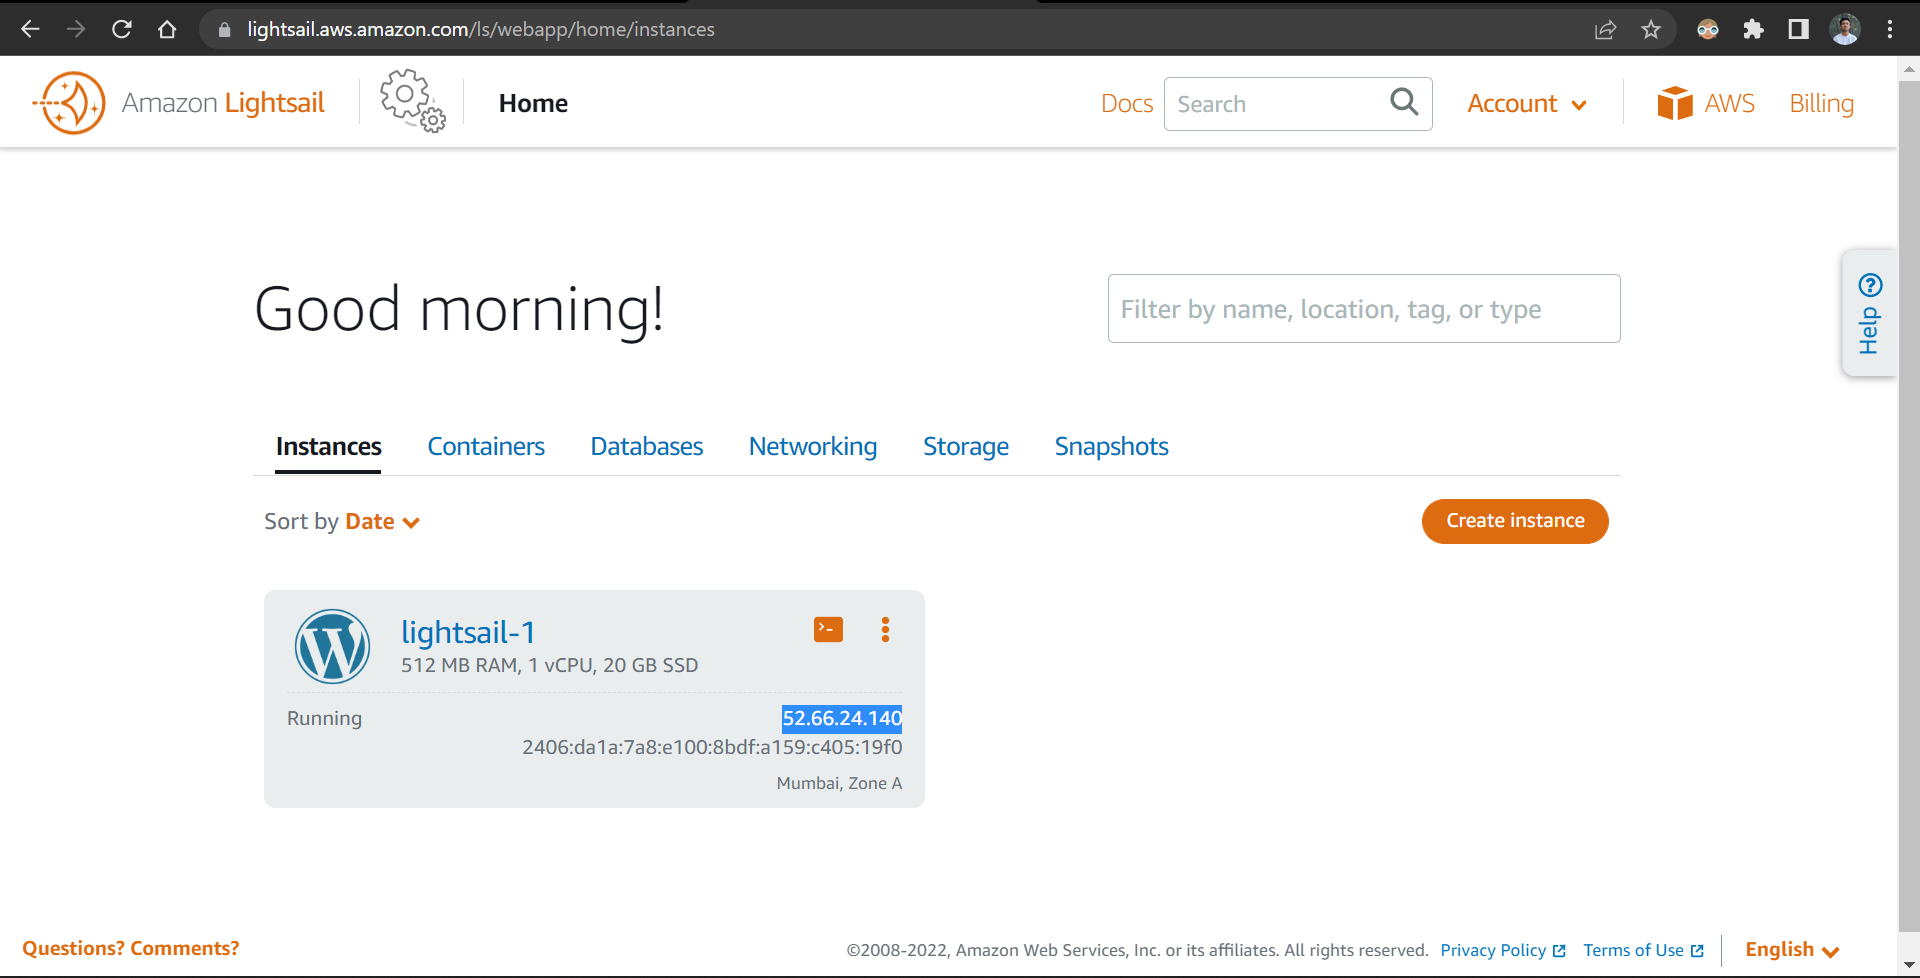 lightsail.aws.amazon.com/ls/webapp/home/instances
Amazon Lightsail
Home
Docs
Search
Account
AWS
Billing
Good morning!
Filter by name, location, tag, or type
Help
Instances Containers Databases Networking Storage Snapshots
Sort by Date
Create instance
lightsail-1
512 MB RAM, 1 vCPU, 20 GB SSD
Running
52.66.24.140
2406:da1a:7a8:e100:8bdf:a159:c405:19f0
Mumbai, Zone A
Questions? Comments?
©2008-2022, Amazon Web Services, Inc. or its affiliates. All rights reserved. Privacy Policy Terms of Use
English